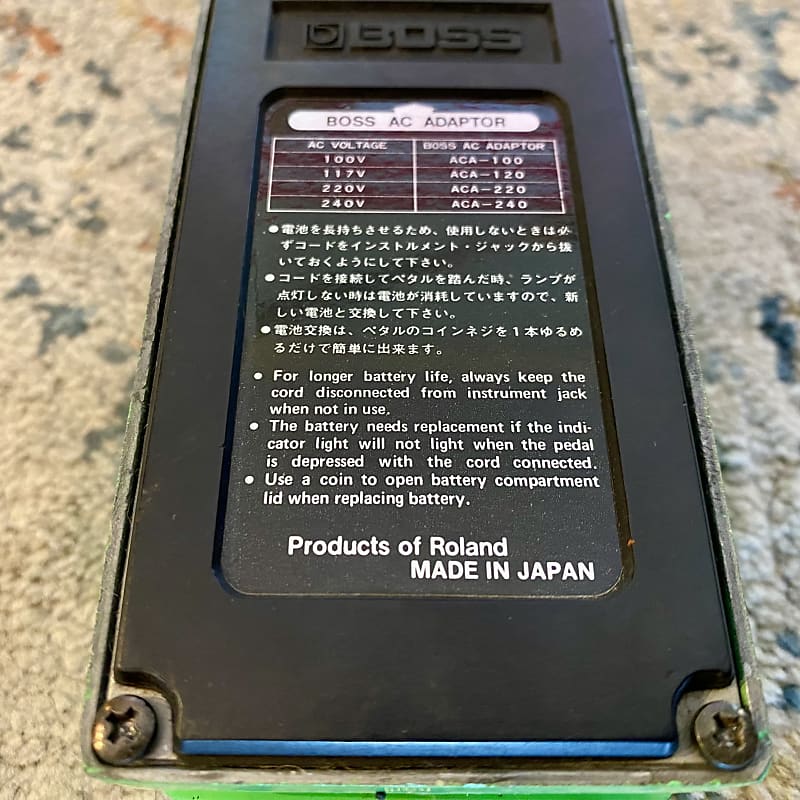 BOSS
BOSS AC ADAPTOR
AC VOLTAGE BOSS AC ADAPTOR
100V ACA-100
117V ACA-120
220V ACA-220
240V ACA-240
●電池を長持ちさせるため、使用しないときは必
ずコードをインストルメント・ジャックから抜
いておくようにして下さい。
●コードを接続してペタルを踏んだ時、ランプが
点灯しない時は電池が消耗していますので、新
しい電池と交換して下さい。
●電池交換は、ペタルのコインネジを1本ゆるめ
るだけで簡単に出来ます。
● For longer battery life, always keep the
cord disconnected from instrument jack
when not in use.
● The battery needs replacement if the indi-
cator light will not light when the pedal
is depressed with the cord connected.
● Use a coin to open battery compartment
lid when replacing battery.
Products of Roland
MADE IN JAPAN